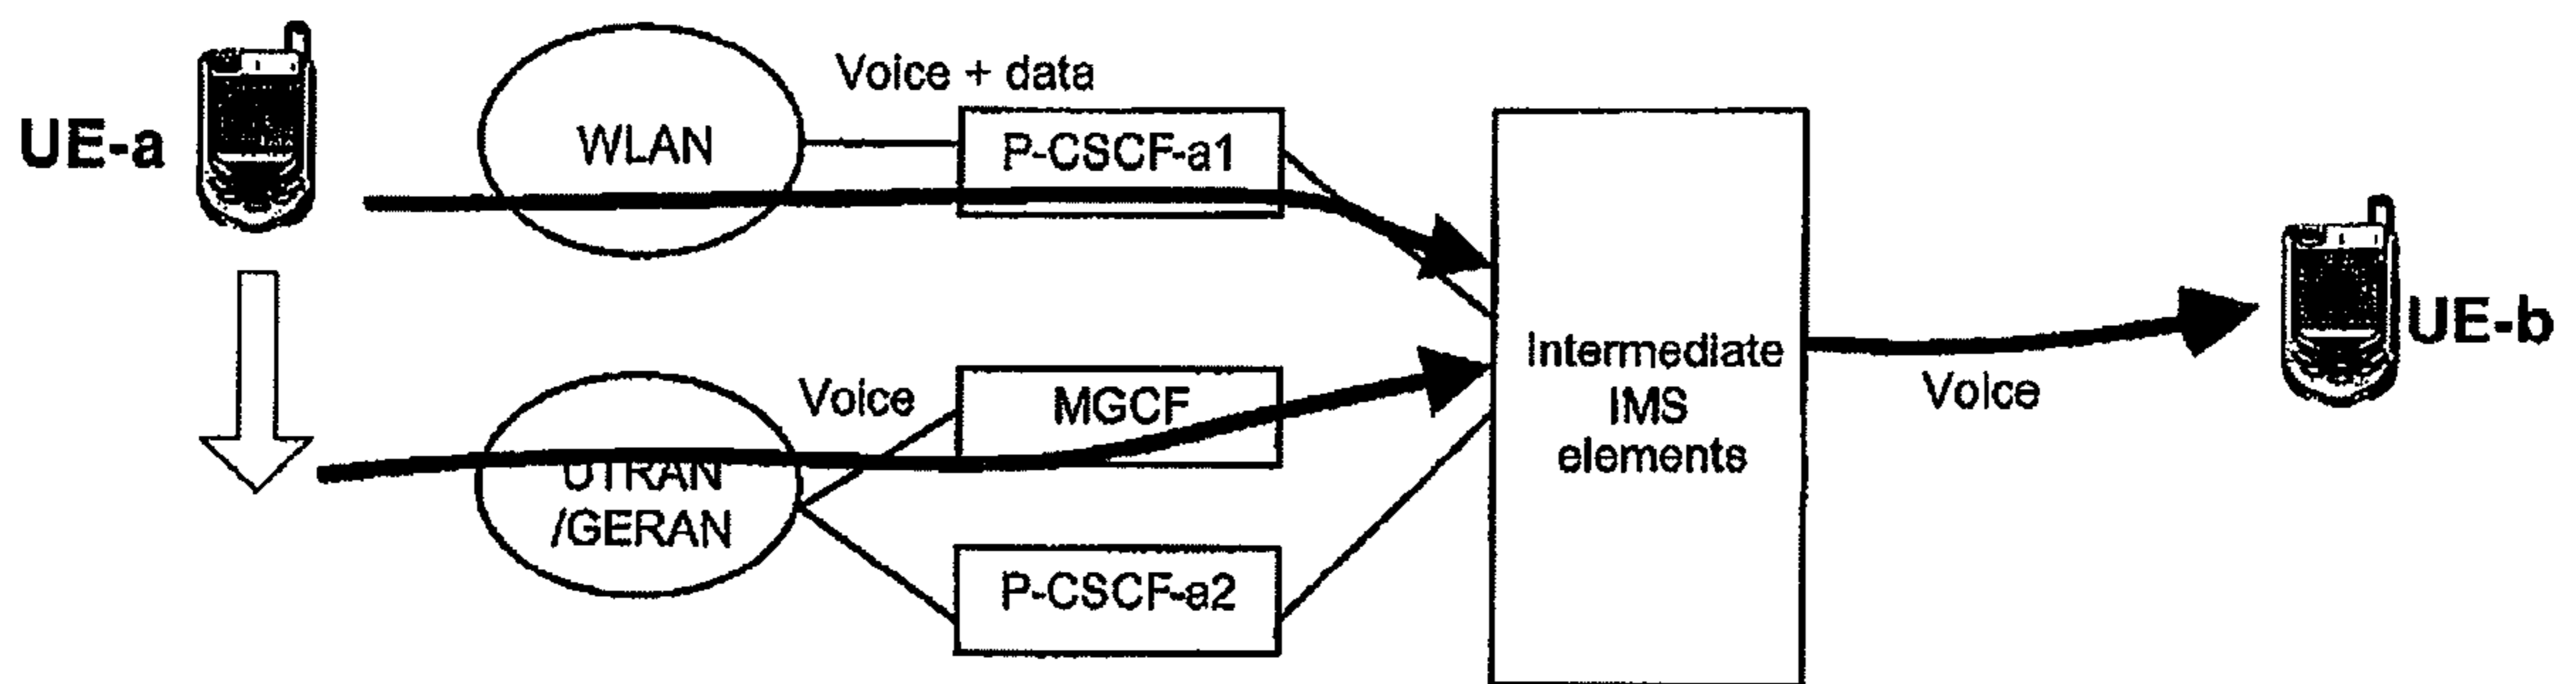 Voice + data
UE-a
WLAN
P-CSCF-a1
UE-b
Intermediate
IMS
elements
Voice
Voice
MGCF
UTRAN
/GERAN
P-CSCF-a2